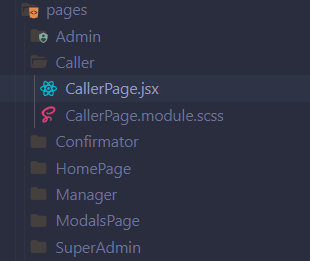 pages
Admin
Caller
CallerPage.jsx
CallerPage.module.scss
Confirmator
HomePage
Manager
ModalsPage
SuperAdmin